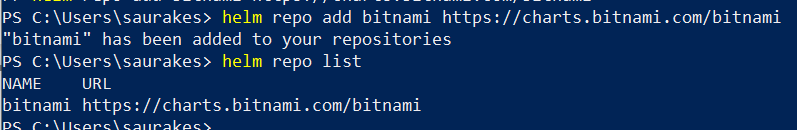 PS C:\Users\saurakes> helm repo add bitnami https://charts.bitnami.com/bitnami
"bitnami" has been added to your repositories
PS C:\Users\saurakes> helm repo list
NAME    URL
bitnami https://charts.bitnami.com/bitnami
PS C:\Users\saurakes>